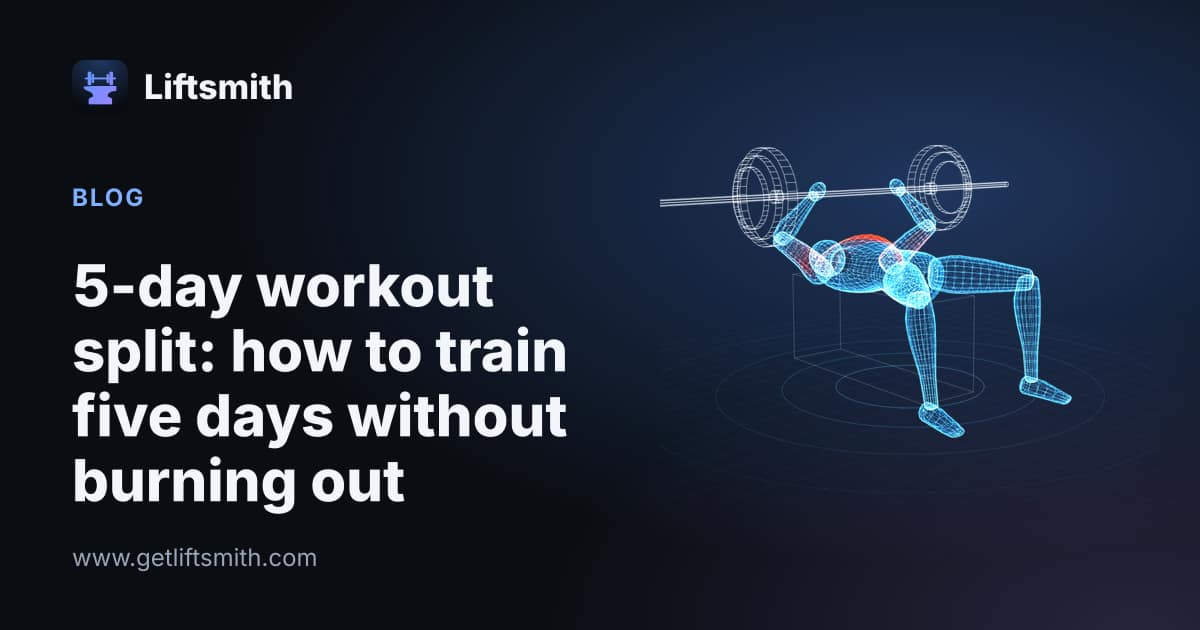 Liftsmith
BLOG
5-day workout
split: how to train
five days without
burning out
www.getliftsmith.com